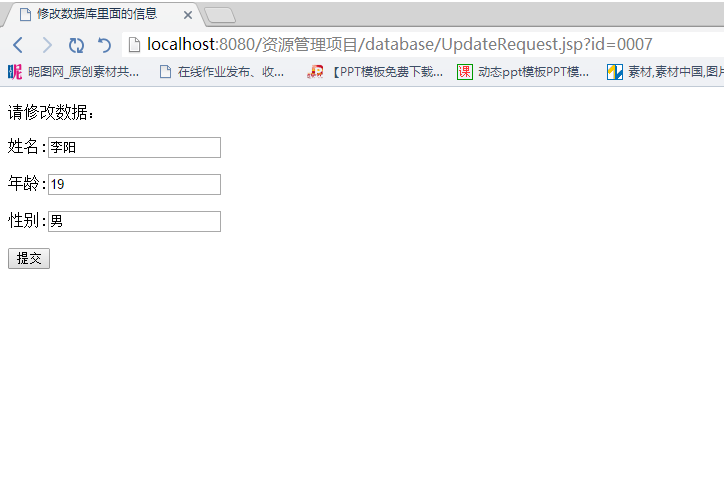 修改数据库里面的信息
localhost:8080/资源管理项目/database/UpdateRequest.jsp?id=0007
昵 昵图网_原创素材共... 在线作业发布、收... 【PPT模板免费下载... 课 动态ppt模板PPT模... 素材,素材中国,图片
请修改数据：
姓名:李阳
年龄:19
性别:男
提交